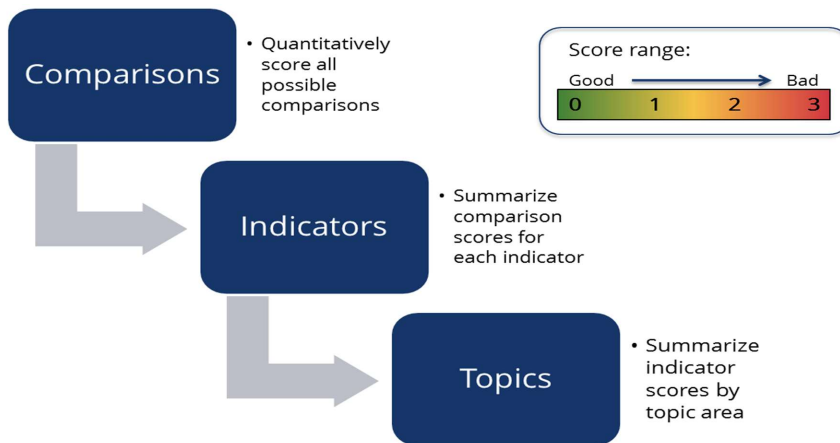 Comparisons
• Quantitatively
score all
possible
comparisons
Score range:
Good Bad
0 1 2 3
Indicators
• Summarize
comparison
scores for
each indicator
Topics
• Summarize
indicator
scores by
topic area